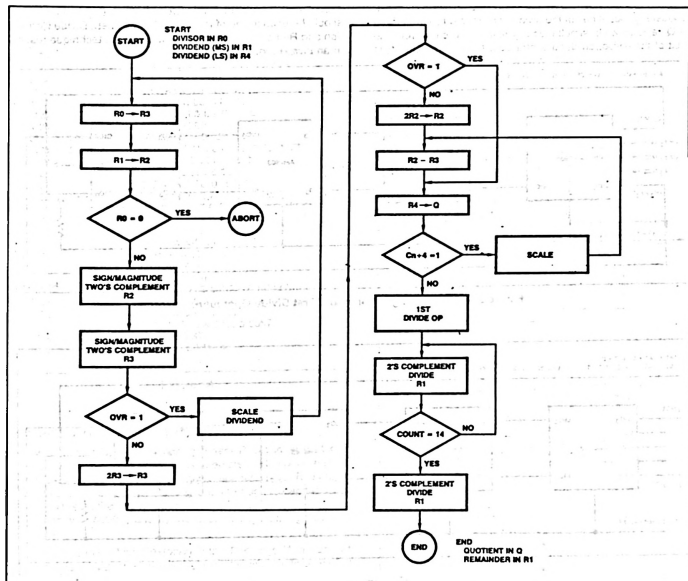 START
START
DIVISOR IN R0
DIVIDEND (MS) IN R1
DIVIDEND (LS) IN R4
R0 → R3
R1 → R2
R0 = 0
YES
ABORT
NO
SIGN/MAGNITUDE
TWO'S COMPLEMENT
R2
SIGN/MAGNITUDE
TWO'S COMPLEMENT
R3
OVR = 1
YES
SCALE
DIVIDEND
NO
2R3 → R3
OVR = 1
YES
NO
2R2 → R2
R2 – R3
R4 → Q
Cn+4 =1
YES
SCALE
NO
1ST
DIVIDE OP
2'S COMPLEMENT
DIVIDE
R1
COUNT = 14
NO
YES
2'S COMPLEMENT
DIVIDE
R1
END
END
QUOTIENT IN Q
REMAINDER IN R1